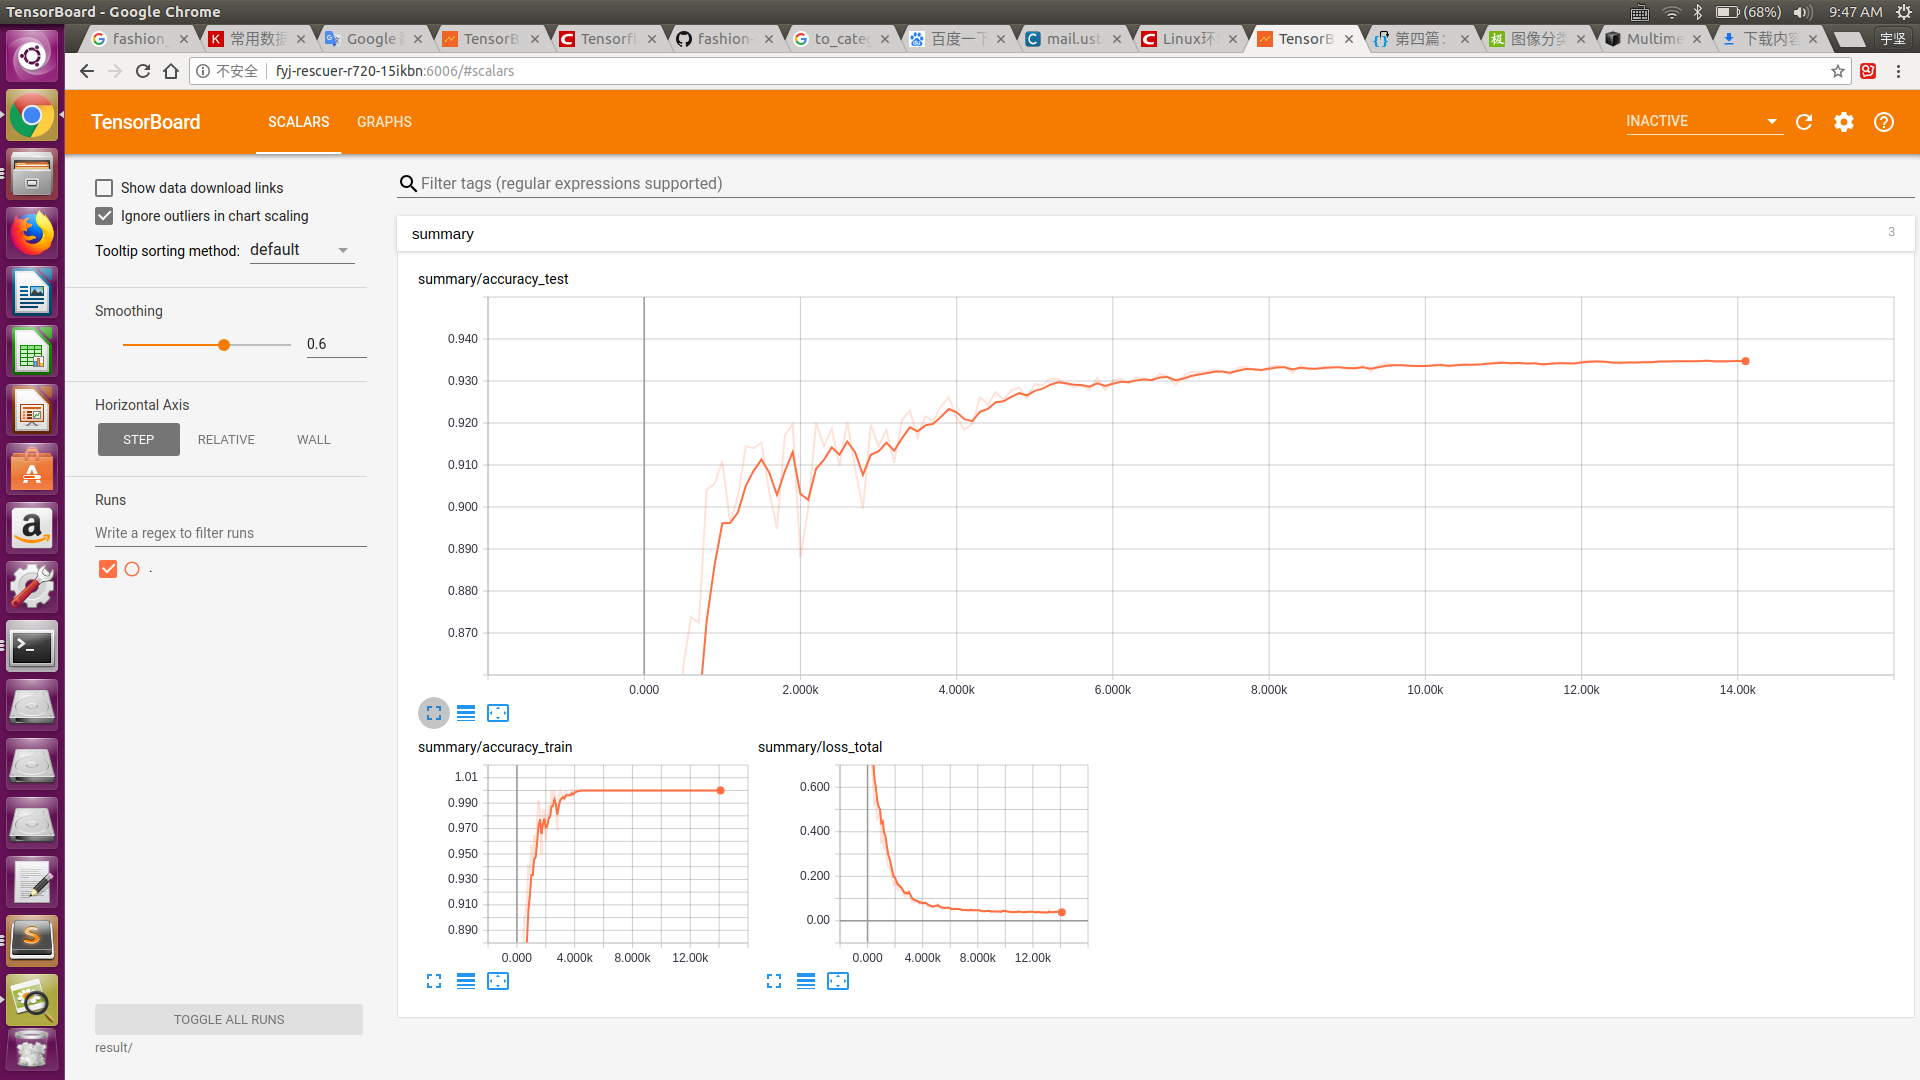 TensorBoard - Google Chrome
(68%)
9:47 AM
fashion_
常用数据
Google
TensorB
Tensorfl
fashion-
to_categ
百度一下
mail.ust
Linux环
TensorB
第四篇:
图像分类
Multime
下载内容
宇坚
不安全
fyj-rescuer-r720-15ikbn:6006/#scalars
TensorBoard
SCALARS
GRAPHS
INACTIVE
Show data download links
Ignore outliers in chart scaling
Tooltip sorting method: default
Smoothing
0.6
Horizontal Axis
STEP
RELATIVE
WALL
Runs
Write a regex to filter runs
.
TOGGLE ALL RUNS
result/
Filter tags (regular expressions supported)
summary
3
summary/accuracy_test
0.940
0.930
0.920
0.910
0.900
0.890
0.880
0.870
0.000 2.000k 4.000k 6.000k 8.000k 10.00k 12.00k 14.00k
summary/accuracy_train
1.01
0.990
0.970
0.950
0.930
0.910
0.890
0.000 4.000k 8.000k 12.00k
summary/loss_total
0.600
0.400
0.200
0.00
0.000 4.000k 8.000k 12.00k